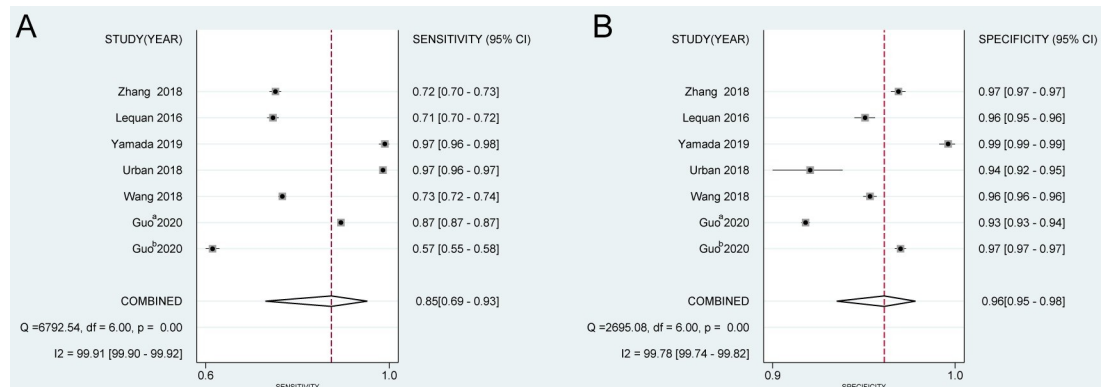 A
STUDY(YEAR) SENSITIVITY (95% CI)
Zhang 2018 0.72 [0.70 - 0.73]
Lequan 2016 0.71 [0.70 - 0.72]
Yamada 2019 0.97 [0.96 - 0.98]
Urban 2018 0.97 [0.96 - 0.97]
Wang 2018 0.73 [0.72 - 0.74]
Guoᵃ2020 0.87 [0.87 - 0.87]
Guoᵇ2020 0.57 [0.55 - 0.58]
COMBINED 0.85[0.69 - 0.93]
Q =6792.54, df = 6.00, p = 0.00
I2 = 99.91 [99.90 - 99.92]
0.6 1.0
SENSITIVITY
B
STUDY(YEAR) SPECIFICITY (95% CI)
Zhang 2018 0.97 [0.97 - 0.97]
Lequan 2016 0.96 [0.95 - 0.96]
Yamada 2019 0.99 [0.99 - 0.99]
Urban 2018 0.94 [0.92 - 0.95]
Wang 2018 0.96 [0.96 - 0.96]
Guoᵃ2020 0.93 [0.93 - 0.94]
Guoᵇ2020 0.97 [0.97 - 0.97]
COMBINED 0.96[0.95 - 0.98]
Q =2695.08, df = 6.00, p = 0.00
I2 = 99.78 [99.74 - 99.82]
0.9 1.0
SPECIFICITY